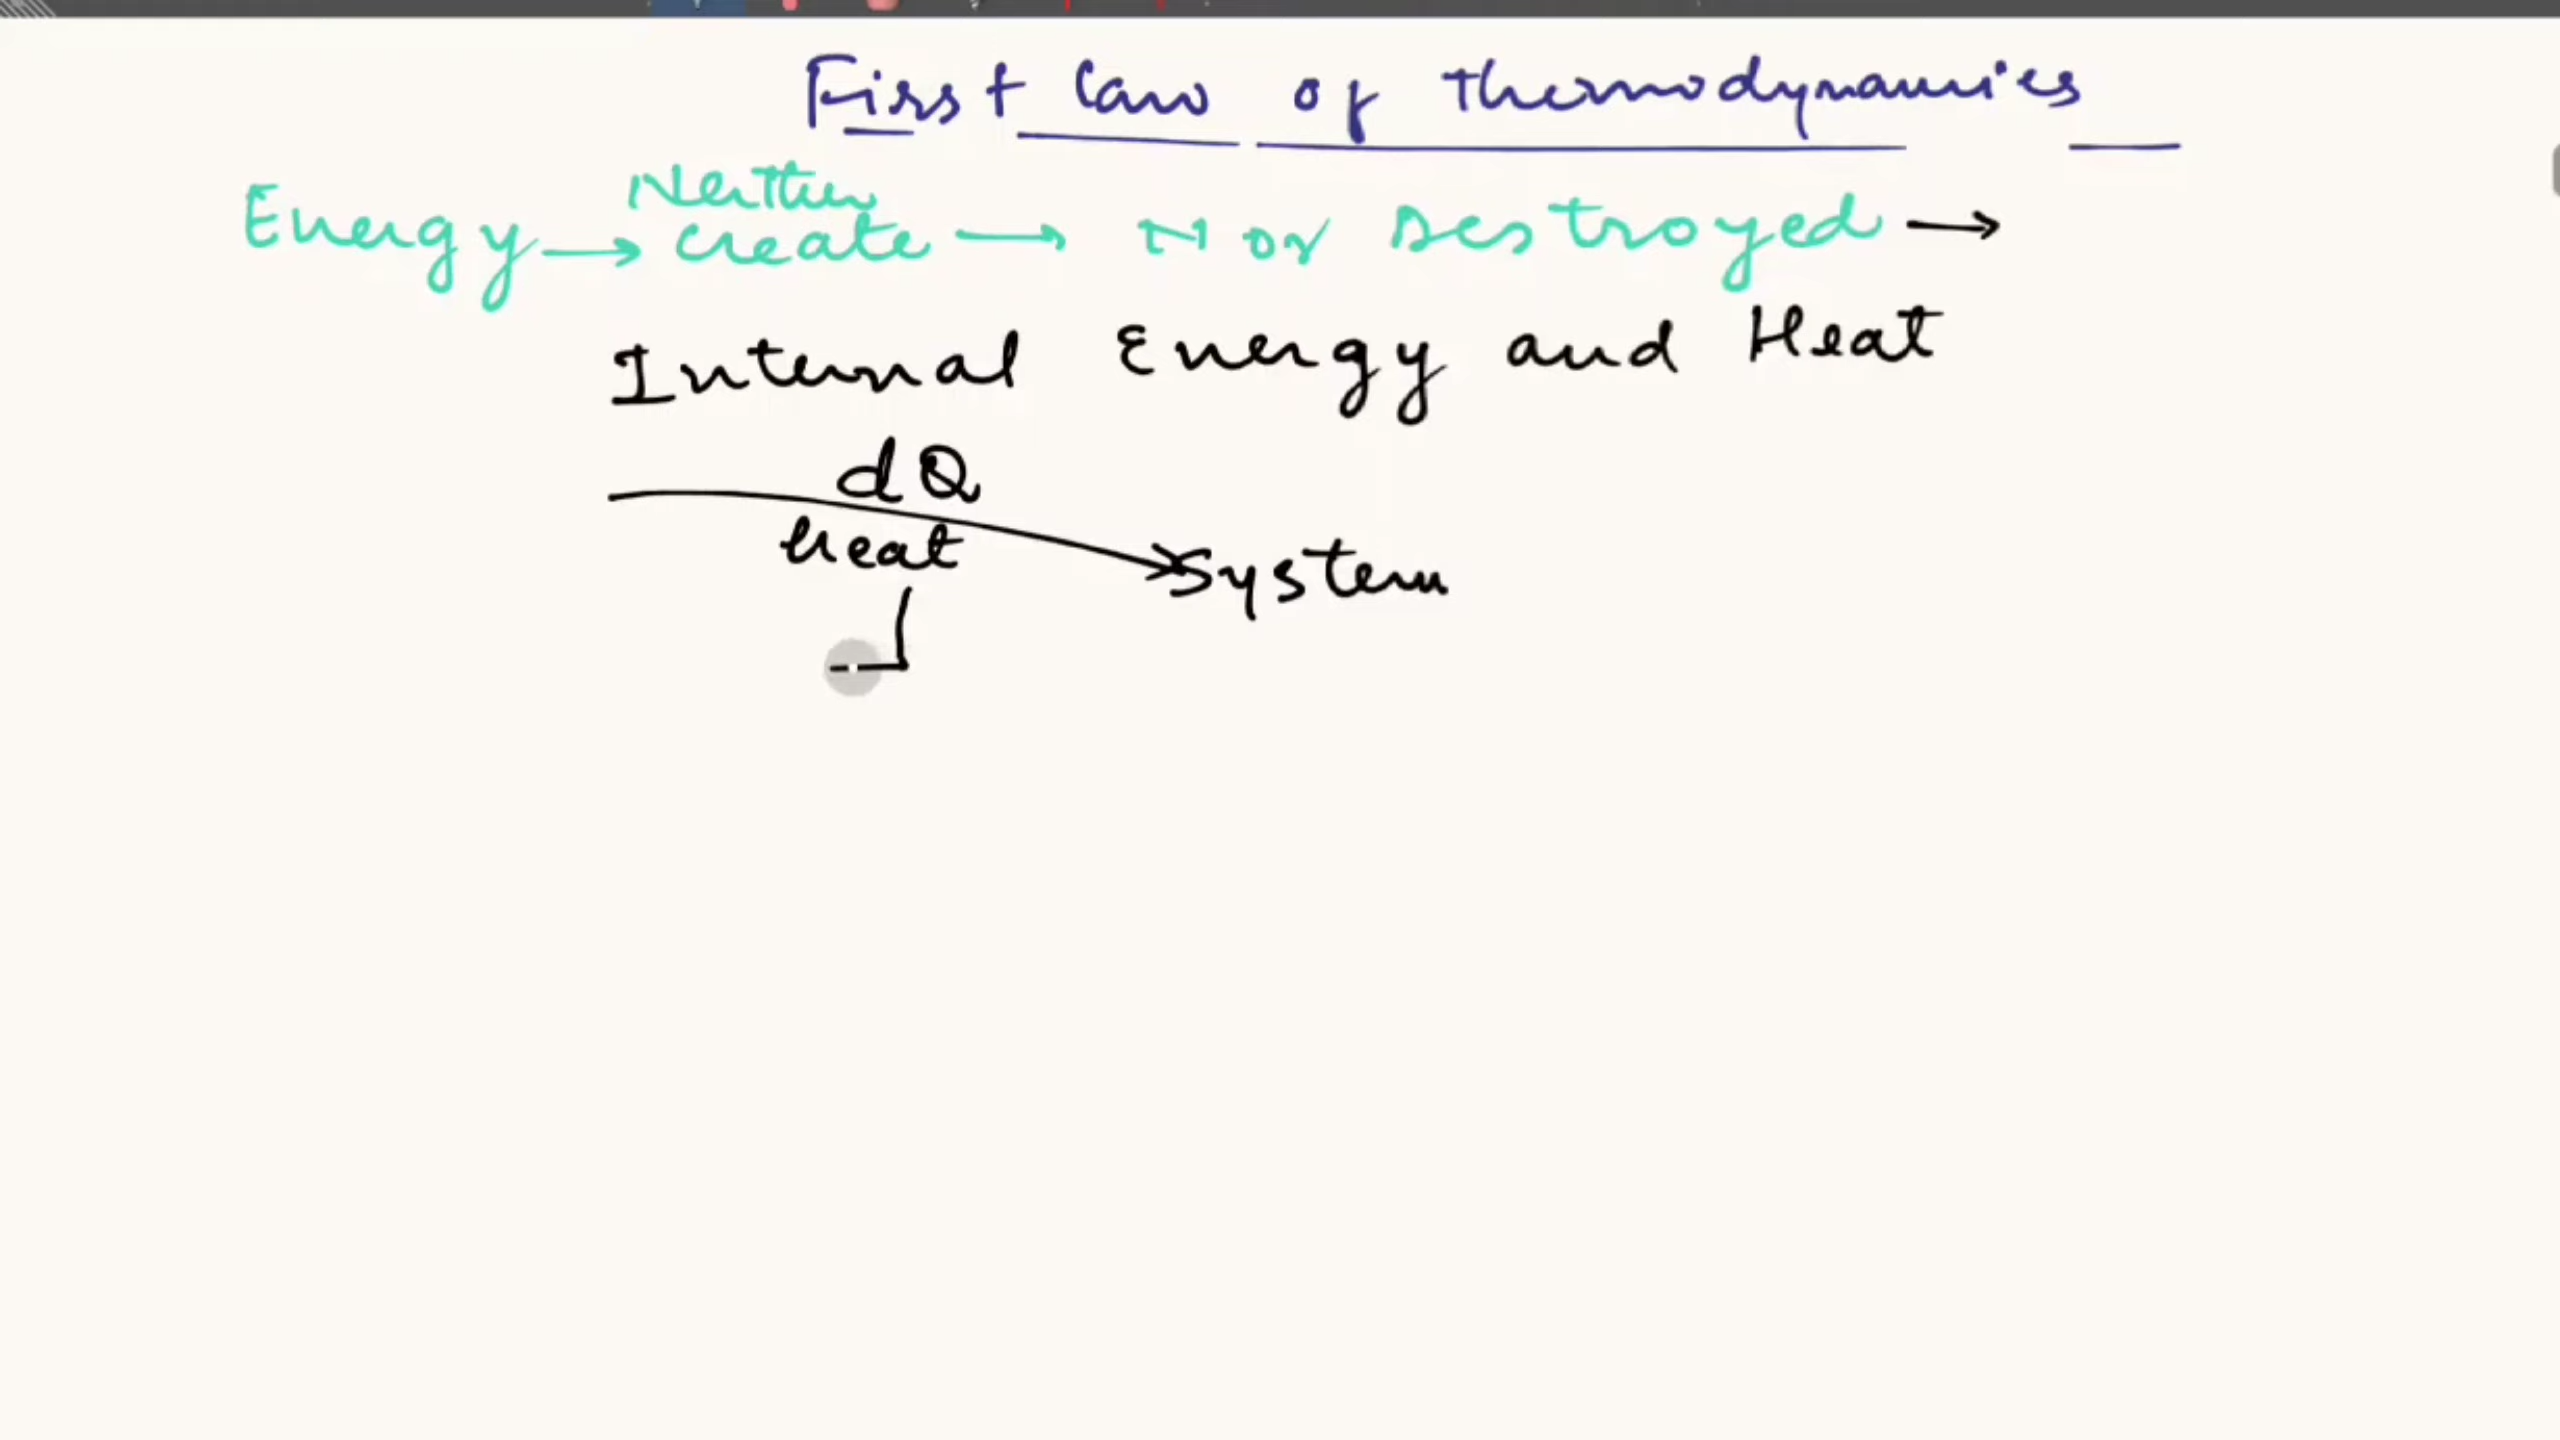 First law of thermodynamics
Neither
Energy → create → Nor Destroyed →
Internal Energy and Heat
dQ
heat
System